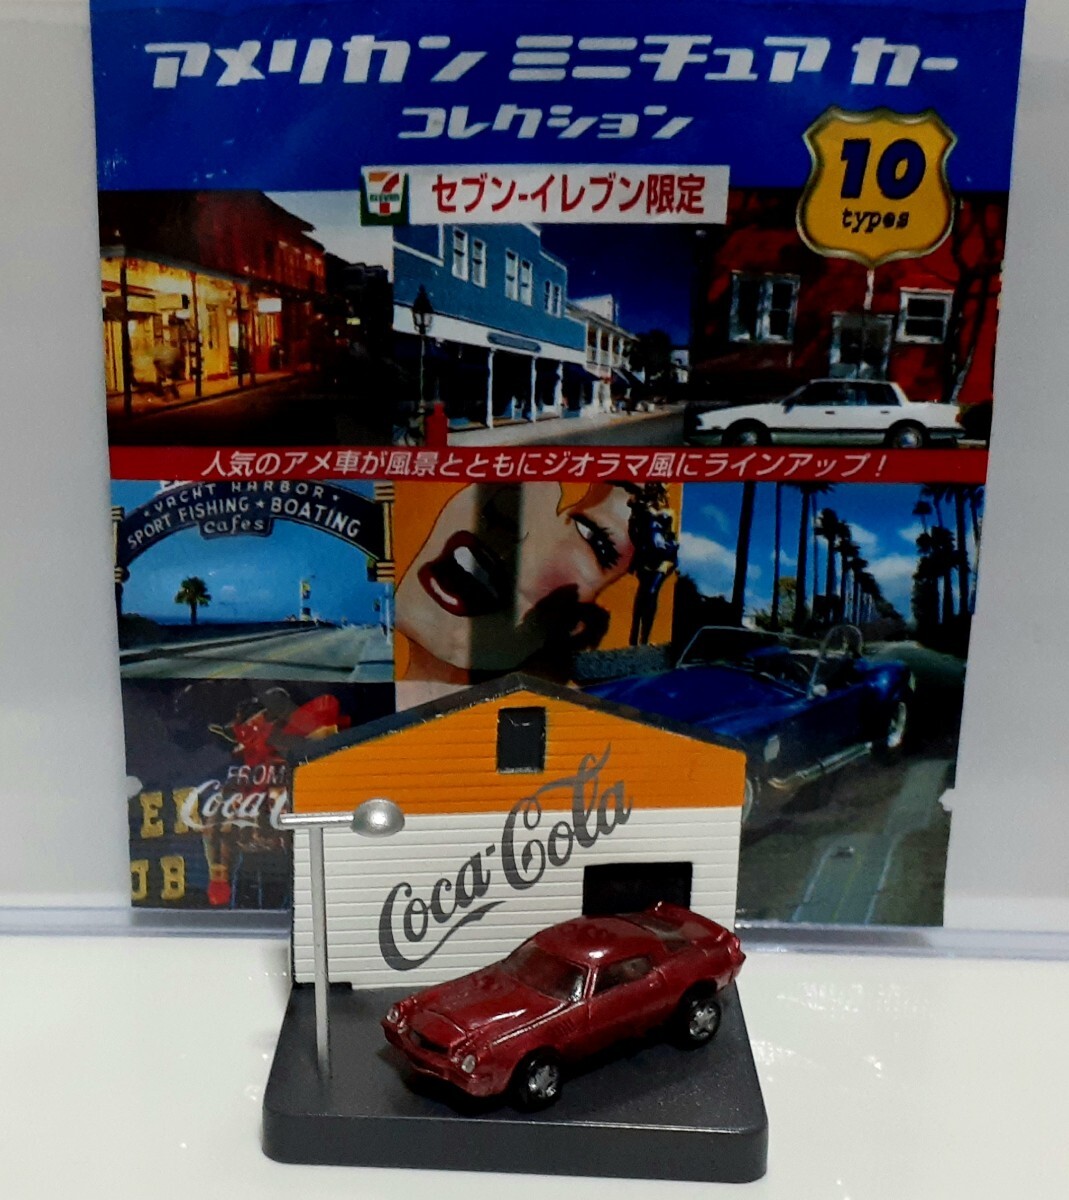 アメリカン ミニチュア カー
コレクション
10
types
7
ELEVEN
セブン-イレブン限定
人気のアメ車が風景とともにジオラマ風にラインアップ！
YACHT HARBOR
SPORT FISHING BOATING
Cafes
FROM
Coca-C
UB
Coca-Cola